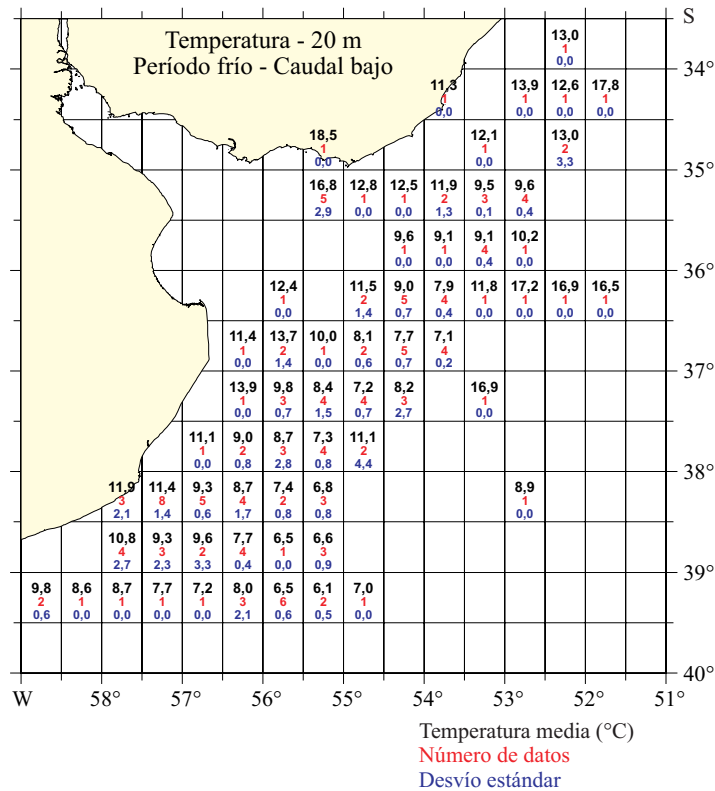 S
Temperatura - 20 m
Período frío - Caudal bajo
13,0
1
0,0
34°
11,3 13,9 12,6 17,8
1 1 1 1
0,0 0,0 0,0 0,0
18,5 12,1 13,0
1 1 2
0,0 0,0 3,3
35°
16,8 12,8 12,5 11,9 9,5 9,6
5 1 1 2 3 4
2,9 0,0 0,0 1,3 0,1 0,4
9,6 9,1 9,1 10,2
1 1 4 1
0,0 0,0 0,4 0,0
36°
12,4 11,5 9,0 7,9 11,8 17,2 16,9 16,5
1 2 5 4 1 1 1 1
0,0 1,4 0,7 0,4 0,0 0,0 0,0 0,0
11,4 13,7 10,0 8,1 7,7 7,1
1 2 1 2 5 4
0,0 1,4 0,0 0,6 0,7 0,2
37°
13,9 9,8 8,4 7,2 8,2 16,9
1 3 4 4 3 1
0,0 0,7 1,5 0,7 2,7 0,0
11,1 9,0 8,7 7,3 11,1
1 2 3 4 2
0,0 0,8 2,8 0,8 4,4
38°
11,9 11,4 9,3 8,7 7,4 6,8 8,9
3 8 5 4 2 3 1
2,1 1,4 0,6 1,7 0,8 0,8 0,0
10,8 9,3 9,6 7,7 6,5 6,6
4 3 2 4 1 3
2,7 2,3 3,3 0,4 0,0 0,9
39°
9,8 8,6 8,7 7,7 7,2 8,0 6,5 6,1 7,0
2 1 1 1 1 3 6 2 1
0,6 0,0 0,0 0,0 0,0 2,1 0,6 0,5 0,0
40°
W 58° 57° 56° 55° 54° 53° 52° 51°
Temperatura media (°C)
Número de datos
Desvío estándar